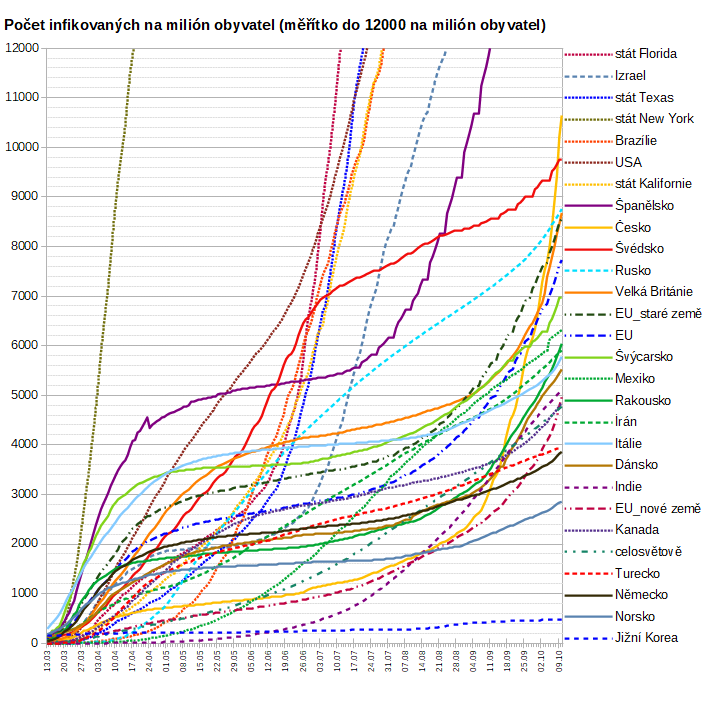 Počet infikovaných na milión obyvatel (měřítko do 12000 na milión obyvatel)
12000
11000
10000
9000
8000
7000
6000
5000
4000
3000
2000
1000
0
13.03
20.03
27.03
03.04
10.04
17.04
24.04
01.05
08.05
15.05
22.05
29.05
05.06
12.06
19.06
26.06
03.07
10.07
17.07
24.07
31.07
07.08
14.08
21.08
28.08
04.09
11.09
18.09
25.09
02.10
09.10
stát Florida
Izrael
stát Texas
stát New York
Brazílie
USA
stát Kalifornie
Španělsko
Česko
Švédsko
Rusko
Velká Británie
EU_staré země
EU
Švýcarsko
Mexiko
Rakousko
Írán
Itálie
Dánsko
Indie
EU_nové země
Kanada
celosvětově
Turecko
Německo
Norsko
Jižní Korea